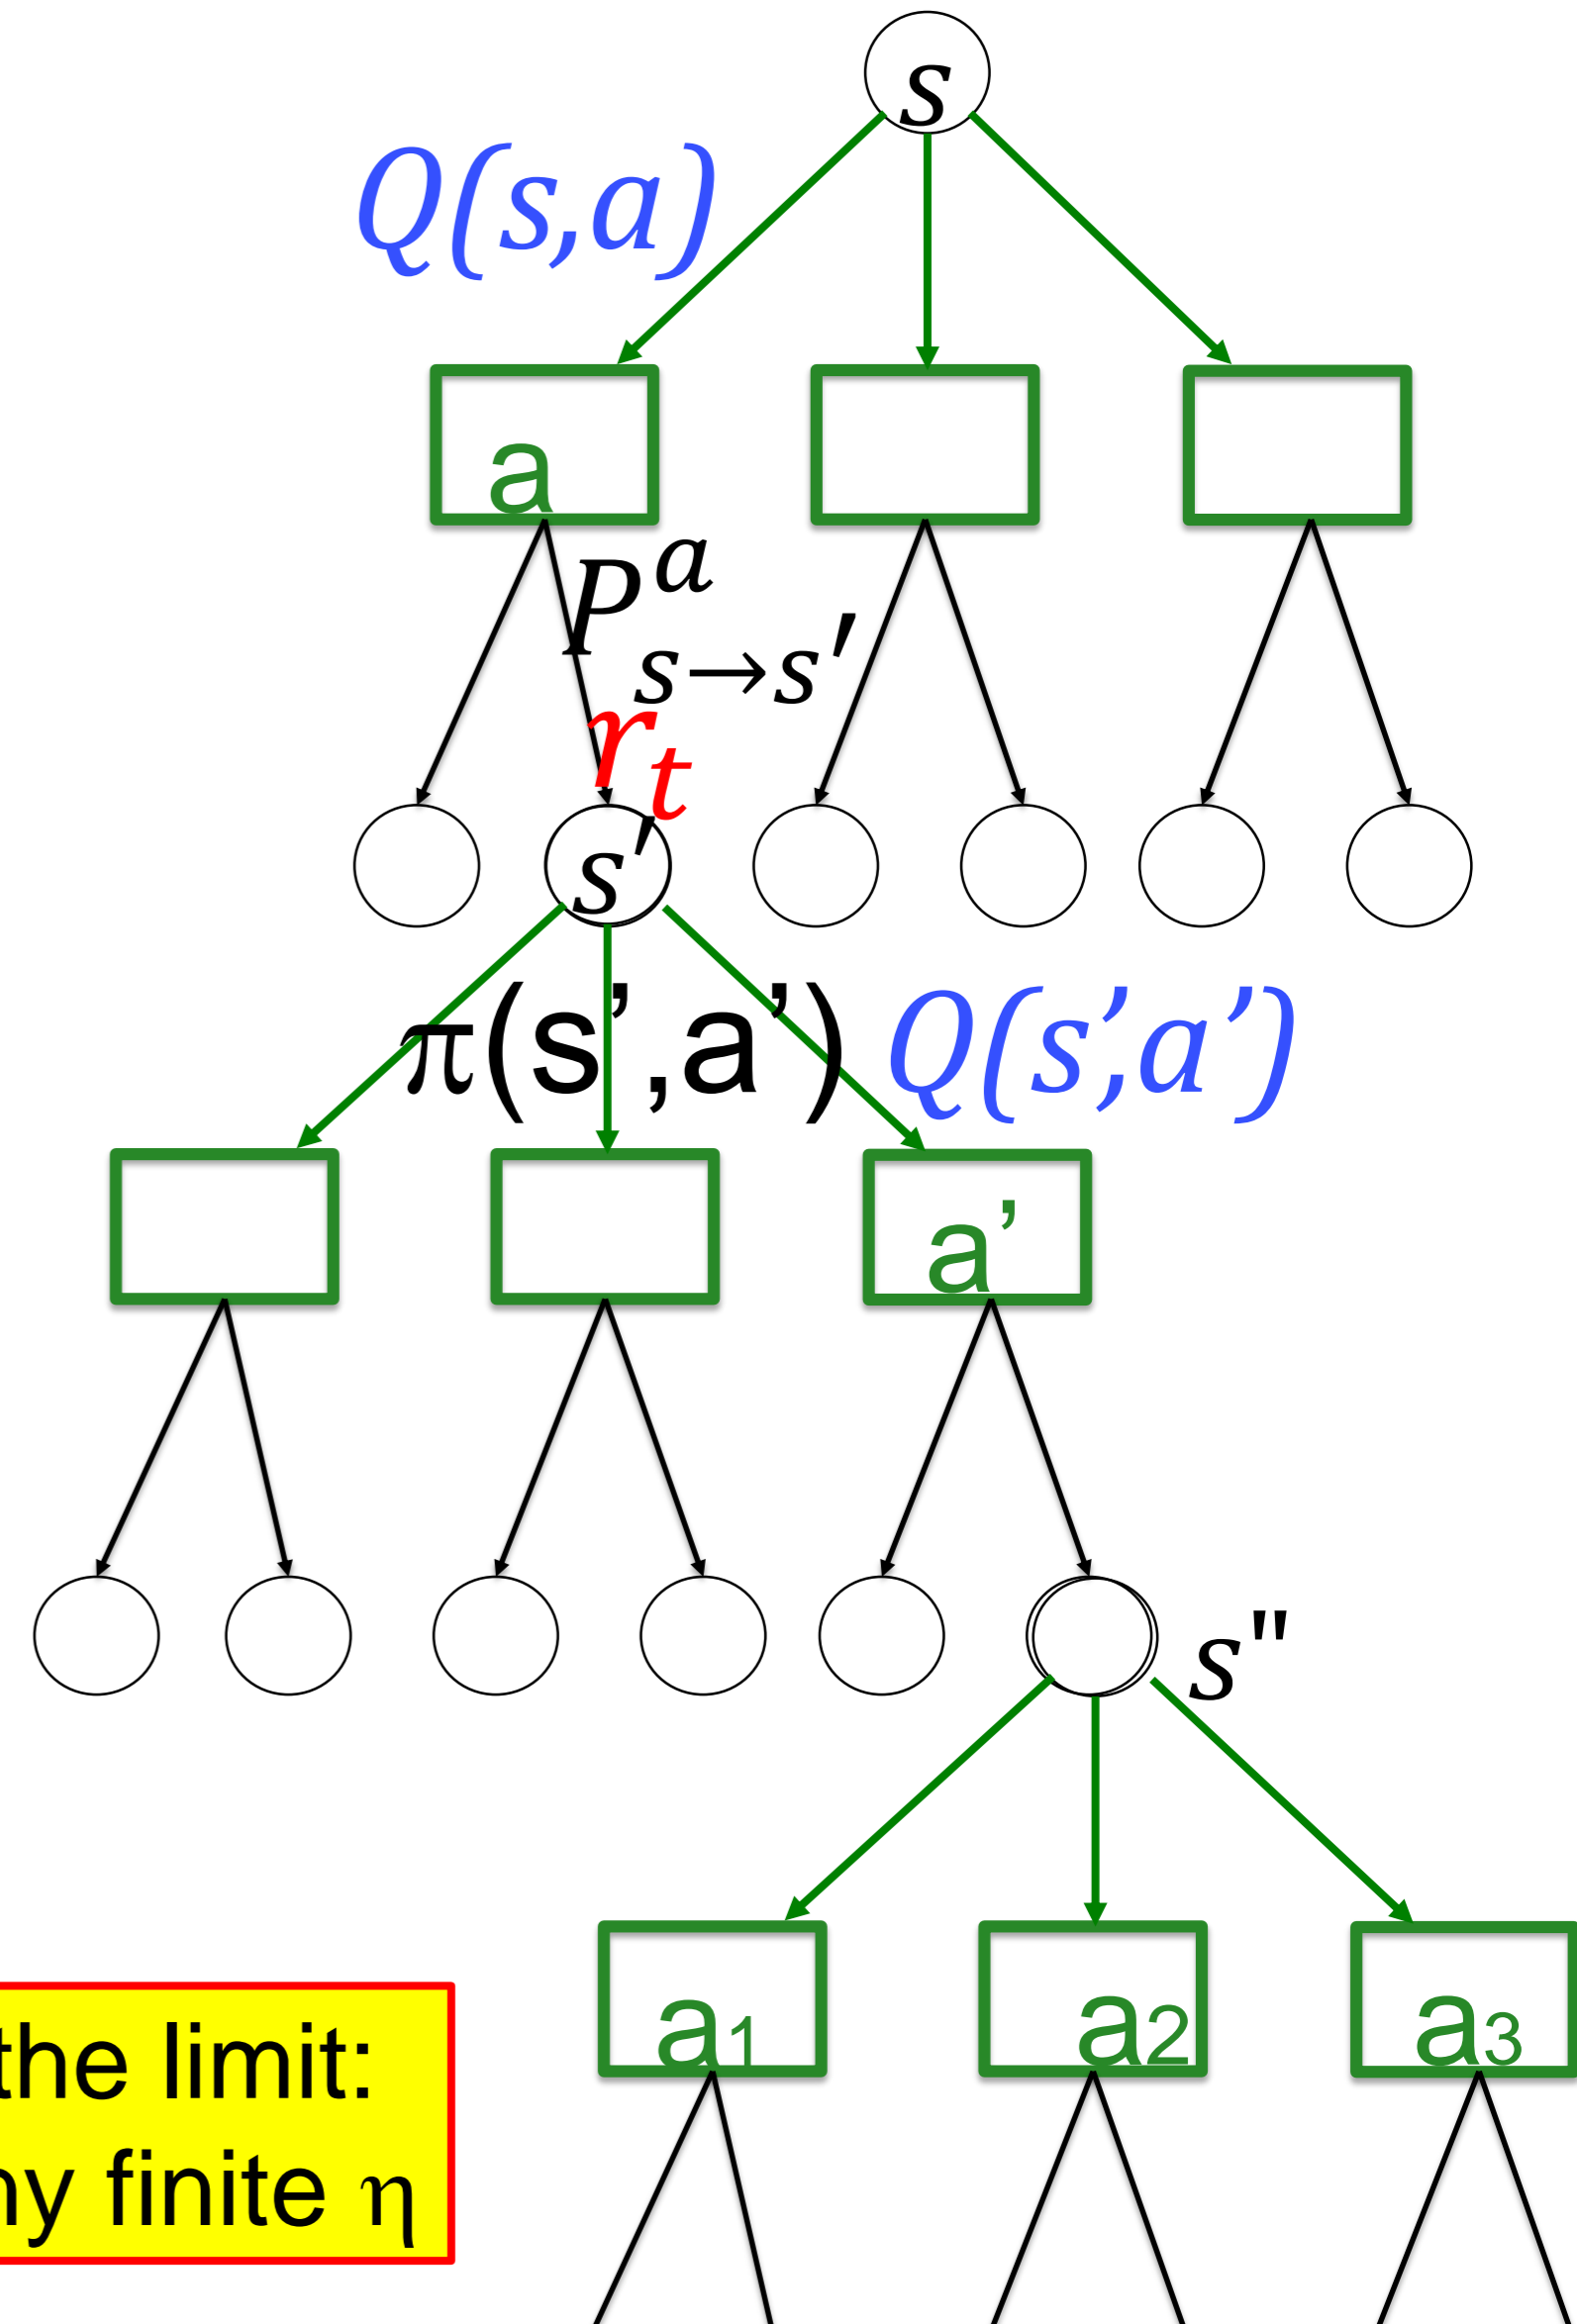 s
Q(s,a)
a
P^a_{s→s'}
r_t
s'
π(s’,a’) Q(s’,a’)
a’
s"
a1 a2 a3
the limit:
ny finite η